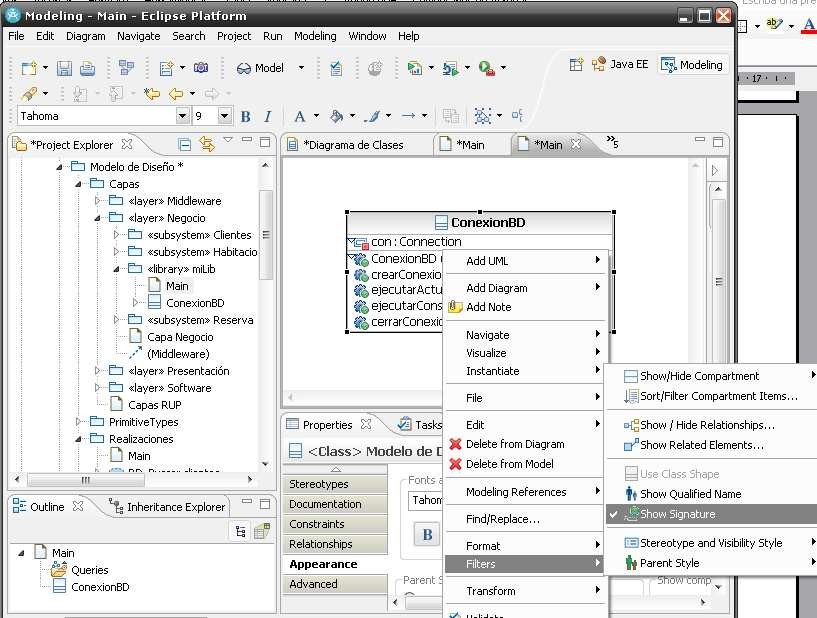 Modeling - Main - Eclipse Platform
File Edit Diagram Navigate Search Project Run Modeling Window Help
Model
Java EE
Modeling
Tahoma
9
B I A
17
*Project Explorer
Modelo de Diseño *
Capas
«layer» Middleware
«layer» Negocio
«subsystem» Clientes
«subsystem» Habitacio
«library» miLib
Main
ConexionBD
«subsystem» Reserva
Capa Negocio
(Middleware)
«layer» Presentación
«layer» Software
Capas RUP
PrimitiveTypes
Realizaciones
Main
Outline
Inheritance Explorer
Main
Queries
ConexionBD
*Diagrama de Clases
*Main
*Main
»5
ConexionBD
con : Connection
ConexionBD
crearConexio
ejecutarActu
ejecutarCons
cerrarConexio
Properties
Tasks
<Class> Modelo de D
Stereotypes
Documentation
Constraints
Relationships
Appearance
Advanced
Fonts a
Tahom
B
Parent S
Add UML
Add Diagram
Add Note
Navigate
Visualize
Instantiate
File
Edit
Delete from Diagram
Delete from Model
Modeling References
Find/Replace...
Format
Filters
Transform
Validate
Show/Hide Compartment
Sort/Filter Compartment Items...
Show / Hide Relationships...
Show Related Elements...
Use Class Shape
Show Qualified Name
Show Signature
Stereotype and Visibility Style
Parent Style
Show comp